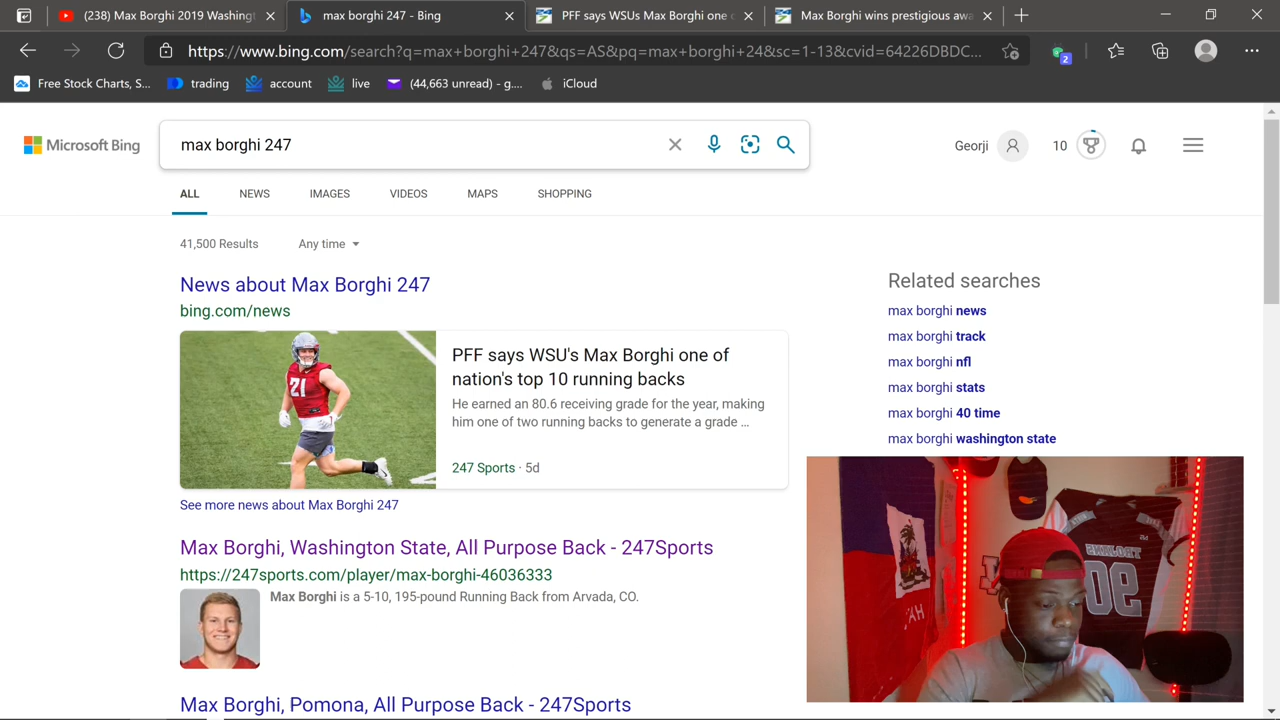 (238) Max Borghi 2019 Washingt
max borghi 247 - Bing
PFF says WSUs Max Borghi one
Max Borghi wins prestigious awa
https://www.bing.com/search?q=max+borghi+247&qs=AS&pq=max+borghi+24&sc=1-13&cvid=64226DBDC...
2
Free Stock Charts, S...
trading
account
live
(44,663 unread) - g....
iCloud
Microsoft Bing
max borghi 247
Georji
10
ALL
NEWS
IMAGES
VIDEOS
MAPS
SHOPPING
41,500 Results
Any time
News about Max Borghi 247
bing.com/news
21
PFF says WSU's Max Borghi one of
nation's top 10 running backs
He earned an 80.6 receiving grade for the year, making
him one of two running backs to generate a grade ...
247 Sports · 5d
See more news about Max Borghi 247
Max Borghi, Washington State, All Purpose Back - 247Sports
https://247sports.com/player/max-borghi-46036333
Max Borghi is a 5-10, 195-pound Running Back from Arvada, CO.
Max Borghi, Pomona, All Purpose Back - 247Sports
Related searches
max borghi news
max borghi track
max borghi nfl
max borghi stats
max borghi 40 time
max borghi washington state
TROJANS
90